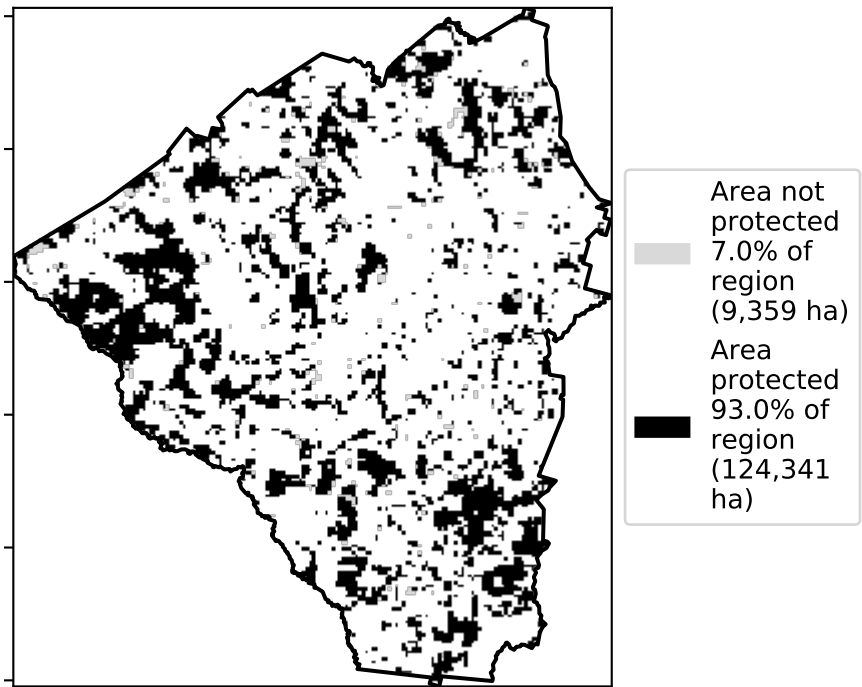 Area not
protected
7.0% of
region
(9,359 ha)
Area
protected
93.0% of
region
(124,341
ha)